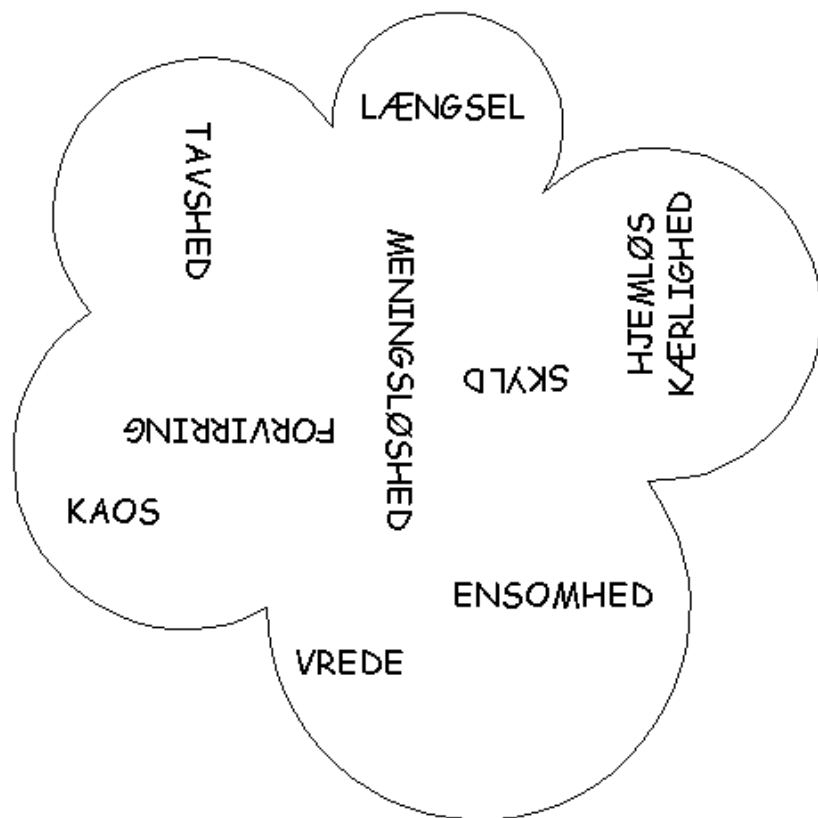 LÆNGSEL
TAVSHED
HJEMLØS
KÆRLIGHED
MENINGSLØSHED
SKYLD
FORVIRRING
KAOS
ENSOMHED
VREDE